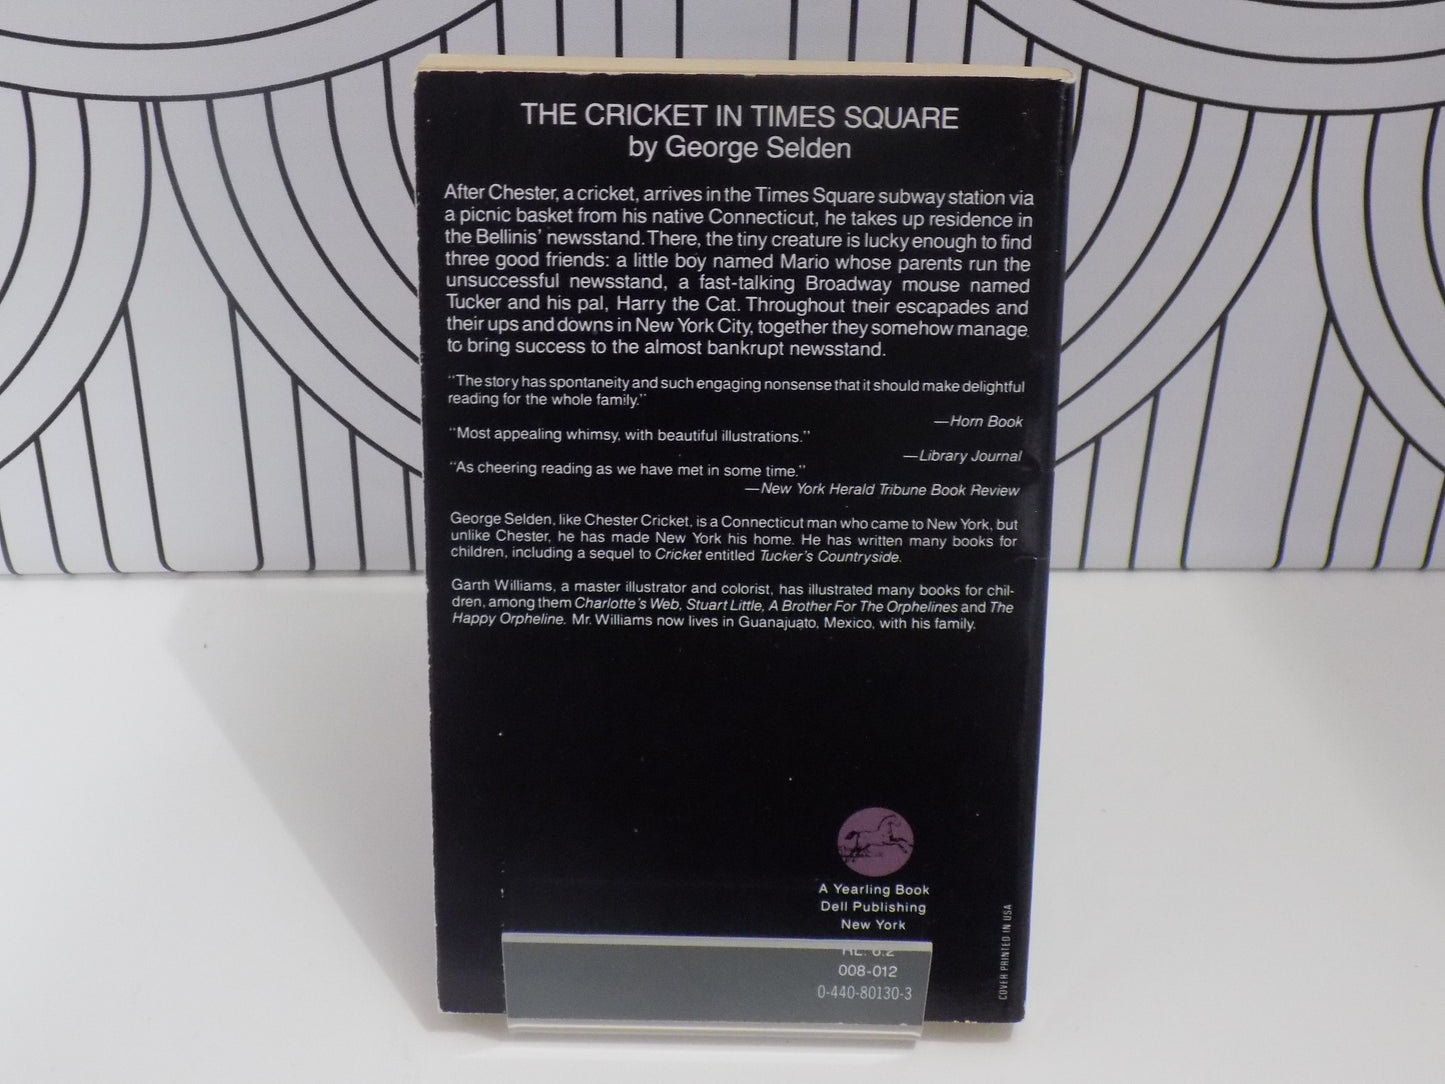 THE CRICKET IN TIMES SQUARE
by George Selden
After Chester, a cricket, arrives in the Times Square subway station via
a picnic basket from his native Connecticut, he takes up residence in
the Bellinis' newsstand. There, the tiny creature is lucky enough to find
three good friends: a little boy named Mario whose parents run the
unsuccessful newsstand, a fast-talking Broadway mouse named
Tucker and his pal, Harry the Cat. Throughout their escapades and
their ups and downs in New York City, together they somehow manage
to bring success to the almost bankrupt newsstand.
"The story has spontaneity and such engaging nonsense that it should make delightful
reading for the whole family."
—Horn Book
"Most appealing whimsy, with beautiful illustrations."
—Library Journal
"As cheering reading as we have met in some time."
—New York Herald Tribune Book Review
George Selden, like Chester Cricket, is a Connecticut man who came to New York, but
unlike Chester, he has made New York his home. He has written many books for
children, including a sequel to Cricket entitled Tucker's Countryside.
Garth Williams, a master illustrator and colorist, has illustrated many books for chil-
dren, among them Charlotte's Web, Stuart Little, A Brother For The Orphelines and The
Happy Orpheline. Mr. Williams now lives in Guanajuato, Mexico, with his family.
A Yearling Book
Dell Publishing
New York
008-012
0-440-80130-3
COVER PRINTED IN USA